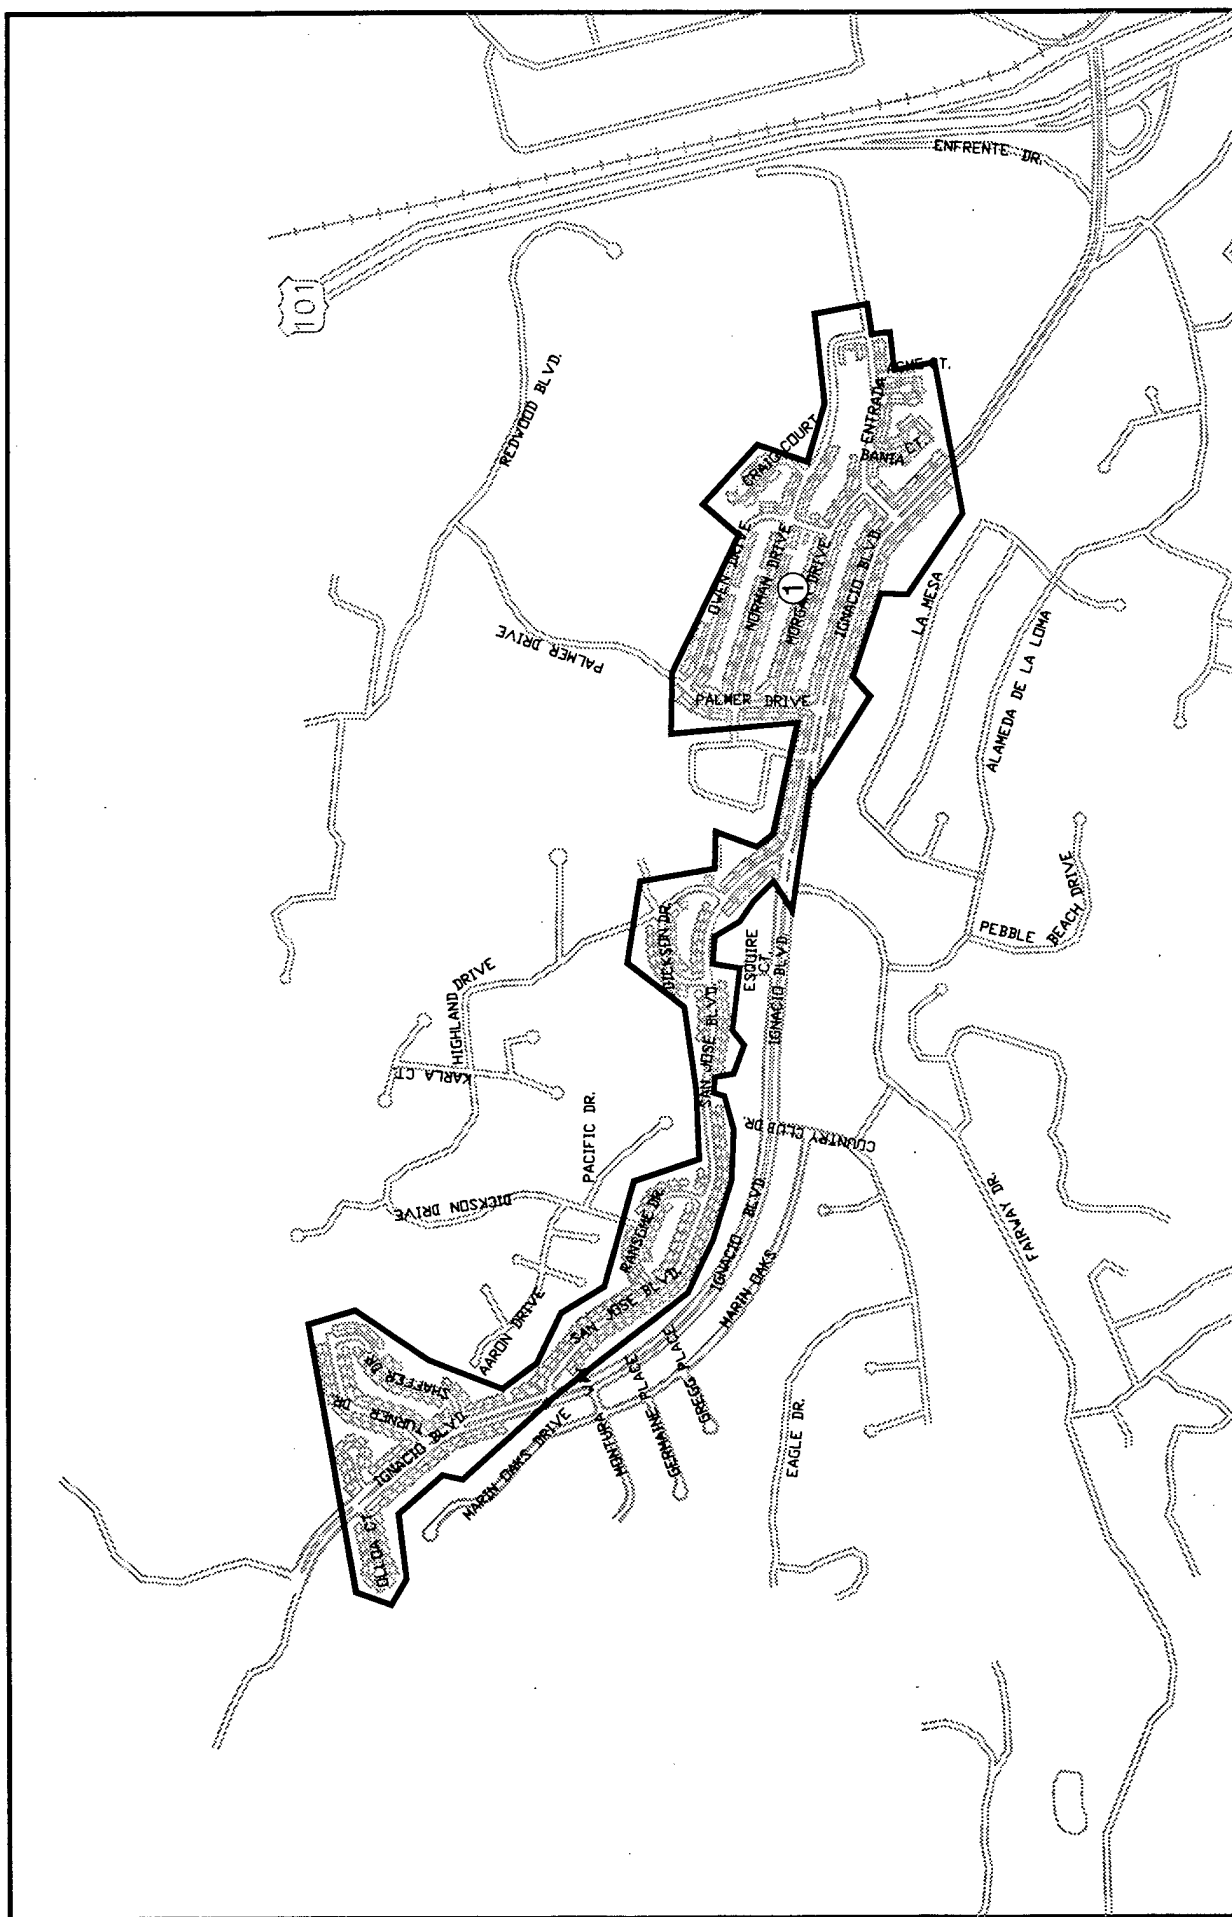 ENFRENTE DR.
101
REDWOOD BLVD.
ACME CT.
ENTRADA
CRAIG COURT
BANIA CT.
OWEN DRIVE
NORMAN DRIVE
1
MORGAN DRIVE
IGNACIO BLVD.
LA MESA
PALMER DRIVE
PALMER DRIVE
ALAMEDA DE LA LOMA
PEBBLE BEACH DRIVE
DICKSON DR.
ESQUIRE CT.
IGNACIO BLVD.
SAN JOSE BLVD.
HIGHLAND DRIVE
KARLA CT.
PACIFIC DR.
COUNTRY CLUB DR.
DICKSON DRIVE
FAIRWAY DR.
RANSOME DR.
IGNACIO BLVD.
MARIN OAKS
SAN JOSE BLVD.
AARON DRIVE
SHAFFER DR.
TURNER DR.
IGNACIO BLVD.
MARIN OAKS DRIVE
MONTURA
GERMAINE PLACE
GREGG PLACE
EAGLE DR.
OLLOA CT.